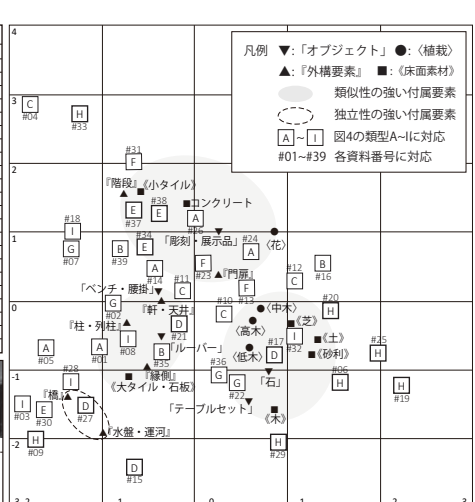 4
凡例 ▼:「オブジェクト」 ●:〈植栽〉
▲:『外構要素』 ■:《床面素材》
類似性の強い付属要素
独立性の強い付属要素
A ~ I 図4の類型A~Iに対応
#01~#39 各資料番号に対応
3
C
#04
H
#33
#31
F
2
『階段』
《小タイル》
■コンクリート
E
#37
#38
E
A
#26
#18
I
G
#07
1
「彫刻・展示品」
〈花〉
B
#39
#34
E
#24
A
I
#14
F
#23
『門扉』
#12
C
B
#16
「ベンチ・腰掛」
#11
C
F
#13
0
G
#02
『軒・天井』
#10
C
〈中木〉
#20
H
『柱・列柱』
D
#21
〈高木〉
《芝》
I
#08
「ルーバー」
B
#35
〈低木〉
#17
D
I
#32
《土》
《砂利》
A
#05
A
#01
#25
H
『縁側』
《大タイル・石板》
-1
#28
I
#36
G
G
#22
「石」
#06
H
H
#19
『橋』
I
#03
E
#30
D
#27
「テーブルセット」
《木》
『水盤・運河』
H
#09
-2
H
#29
D
#15
-1
0
1
2
3